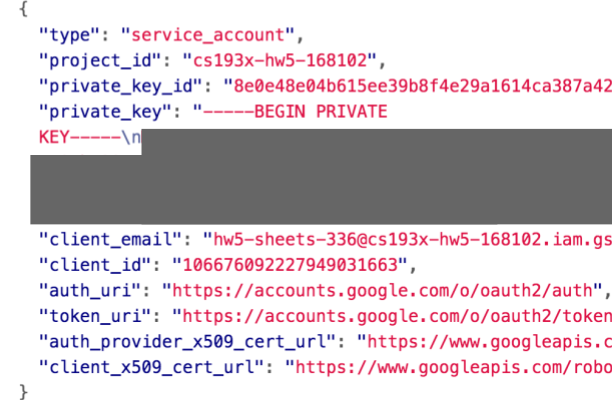 {
"type": "service_account",
"project_id": "cs193x-hw5-168102",
"private_key_id": "8e0e48e04b615ee39b8f4e29a1614ca387a42
"private_key": "-----BEGIN PRIVATE
KEY-----\n
"client_email": "hw5-sheets-336@cs193x-hw5-168102.iam.gs
"client_id": "106676092227949031663",
"auth_uri": "https://accounts.google.com/o/oauth2/auth",
"token_uri": "https://accounts.google.com/o/oauth2/token
"auth_provider_x509_cert_url": "https://www.googleapis.c
"client_x509_cert_url": "https://www.googleapis.com/robo
}